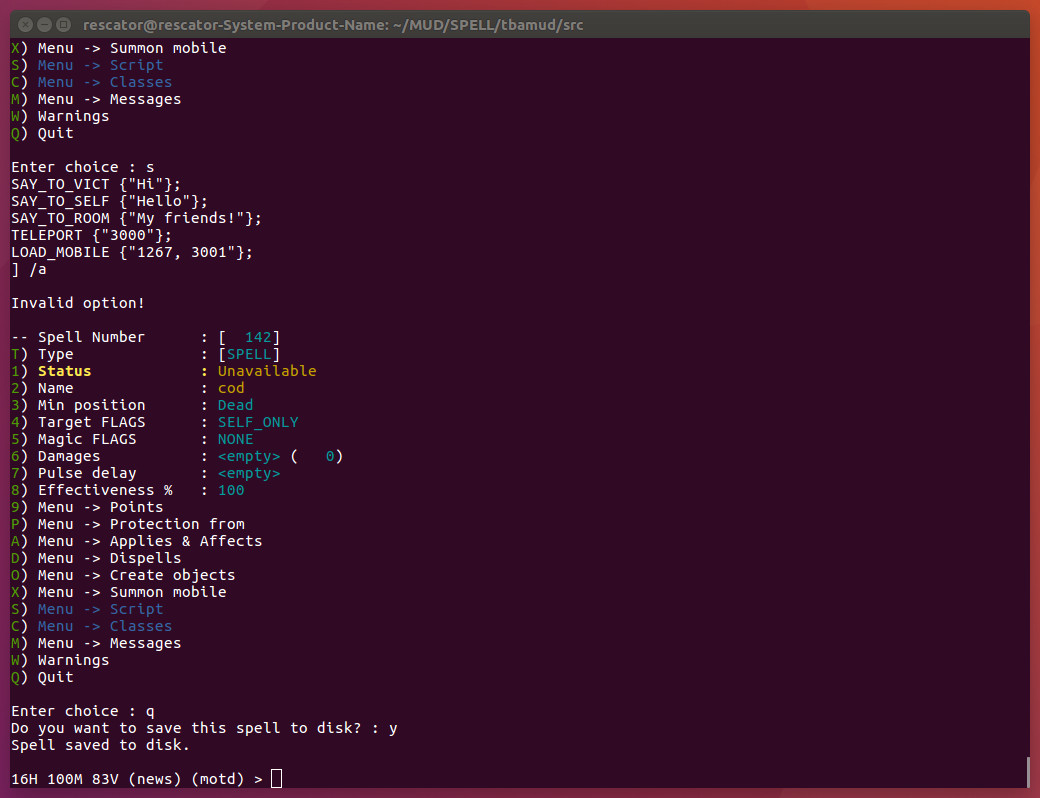 rescator@rescator-System-Product-Name: ~/MUD/SPELL/tbamud/src
X) Menu -> Summon mobile
S) Menu -> Script
C) Menu -> Classes
M) Menu -> Messages
W) Warnings
Q) Quit
Enter choice : s
SAY_TO_VICT {"Hi"};
SAY_TO_SELF {"Hello"};
SAY_TO_ROOM {"My friends!"};
TELEPORT {"3000"};
LOAD_MOBILE {"1267, 3001"};
] /a
Invalid option!
-- Spell Number      : [  142]
T) Type              : [SPELL]
1) Status            : Unavailable
2) Name              : cod
3) Min position      : Dead
4) Target FLAGS      : SELF_ONLY
5) Magic FLAGS       : NONE
6) Damages           : <empty> (   0)
7) Pulse delay       : <empty>
8) Effectiveness %   : 100
9) Menu -> Points
P) Menu -> Protection from
A) Menu -> Applies & Affects
D) Menu -> Dispells
O) Menu -> Create objects
X) Menu -> Summon mobile
S) Menu -> Script
C) Menu -> Classes
M) Menu -> Messages
W) Warnings
Q) Quit
Enter choice : q
Do you want to save this spell to disk? : y
Spell saved to disk.
16H 100M 83V (news) (motd) >